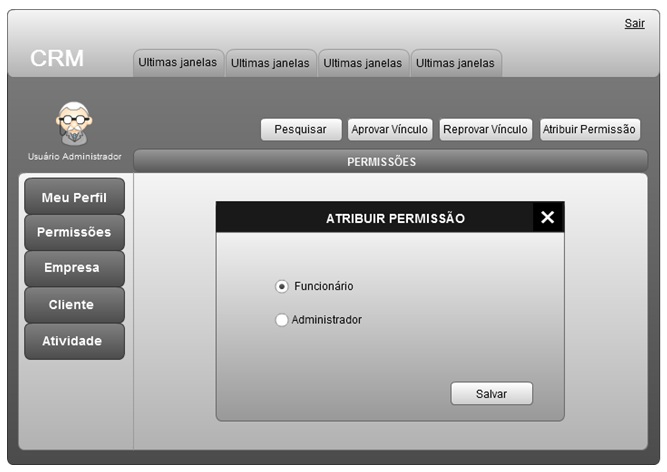 Sair
CRM
Ultimas janelas Ultimas janelas Ultimas janelas Ultimas janelas
Pesquisar Aprovar Vínculo Reprovar Vínculo Atribuir Permissão
Usuário Administrador
PERMISSÕES
Meu Perfil
Permissões
Empresa
Cliente
Atividade
ATRIBUIR PERMISSÃO X
Funcionário
Administrador
Salvar